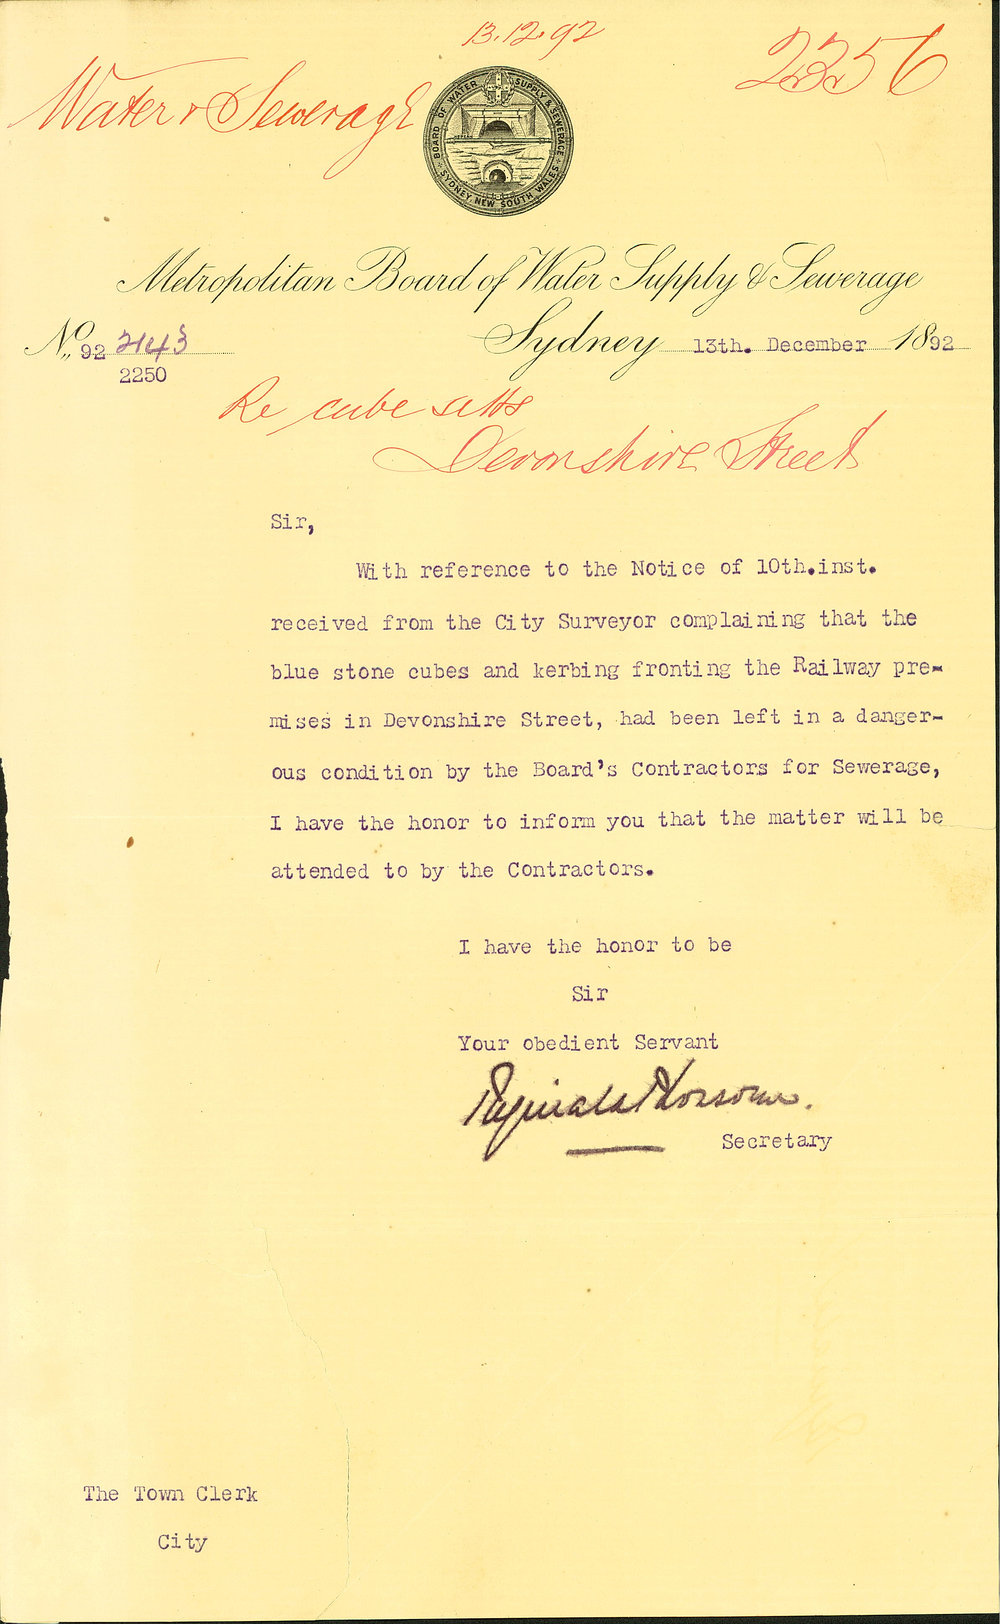 13.12.92
2256
Water & Sewerage
BOARD OF WATER SUPPLY & SEWERAGE
SYDNEY, NEW SOUTH WALES
Metropolitan Board of Water Supply & Sewerage
No. 92 2143
2250
Sydney 13th. December 1892
Re cube setts
Devonshire Street
Sir,
With reference to the Notice of 10th.inst.
received from the City Surveyor complaining that the
blue stone cubes and kerbing fronting the Railway pre-
mises in Devonshire Street, had been left in a danger-
ous condition by the Board's Contractors for Sewerage,
I have the honor to inform you that the matter will be
attended to by the Contractors.
I have the honor to be
Sir
Your obedient Servant
Reginald
Secretary
The Town Clerk
City